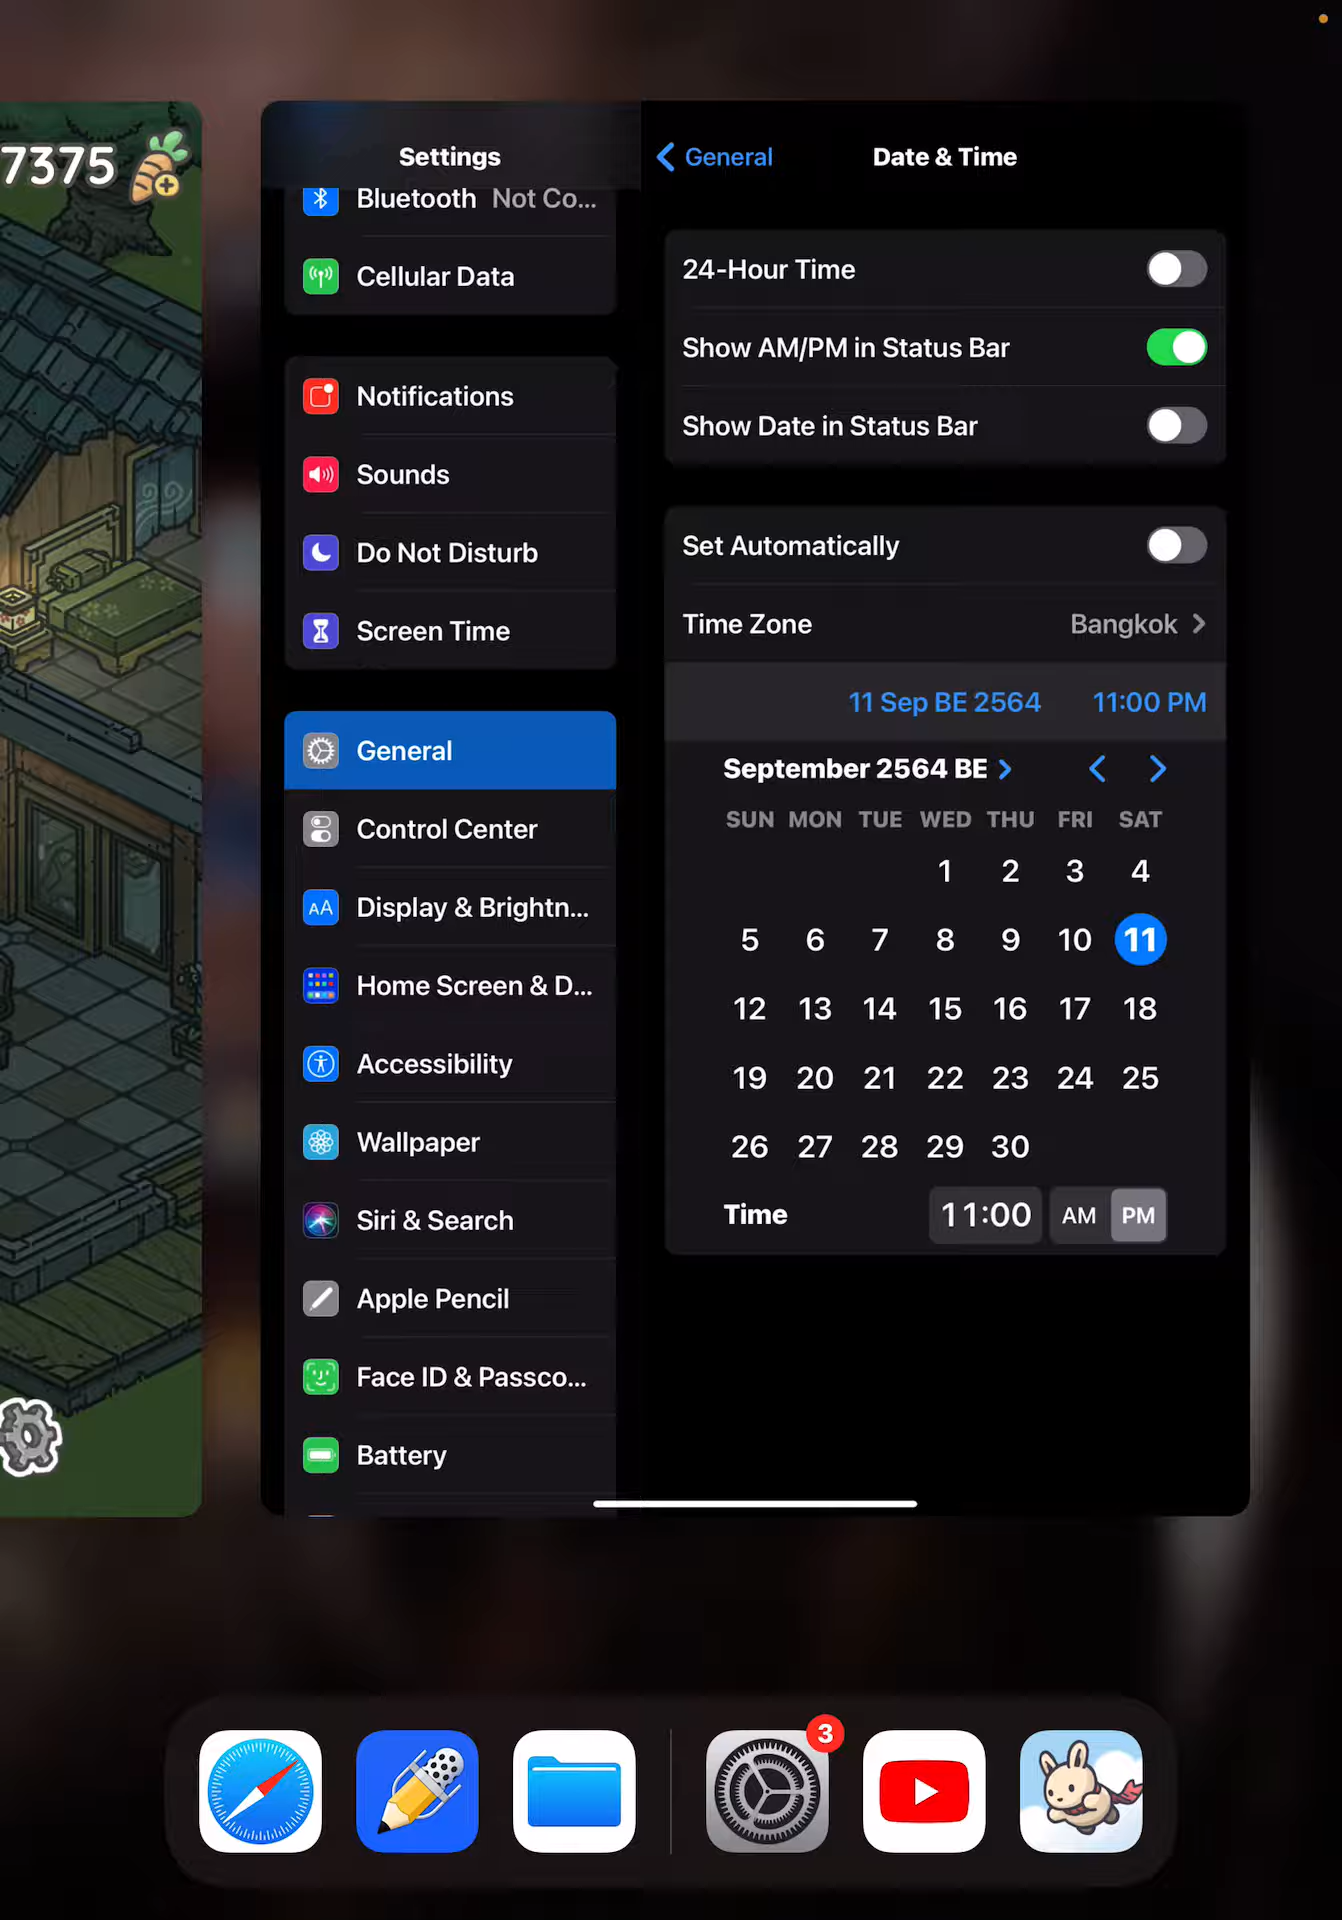 7375
Settings
Bluetooth Not Co...
Cellular Data
Notifications
Sounds
Do Not Disturb
Screen Time
General
Control Center
AA Display & Brightn...
Home Screen & D...
Accessibility
Wallpaper
Siri & Search
Apple Pencil
Face ID & Passco...
Battery
General
Date & Time
24-Hour Time
Show AM/PM in Status Bar
Show Date in Status Bar
Set Automatically
Time Zone Bangkok
11 Sep BE 2564 11:00 PM
September 2564 BE
SUN MON TUE WED THU FRI SAT
1 2 3 4
5 6 7 8 9 10 11
12 13 14 15 16 17 18
19 20 21 22 23 24 25
26 27 28 29 30
Time 11:00 AM PM
3